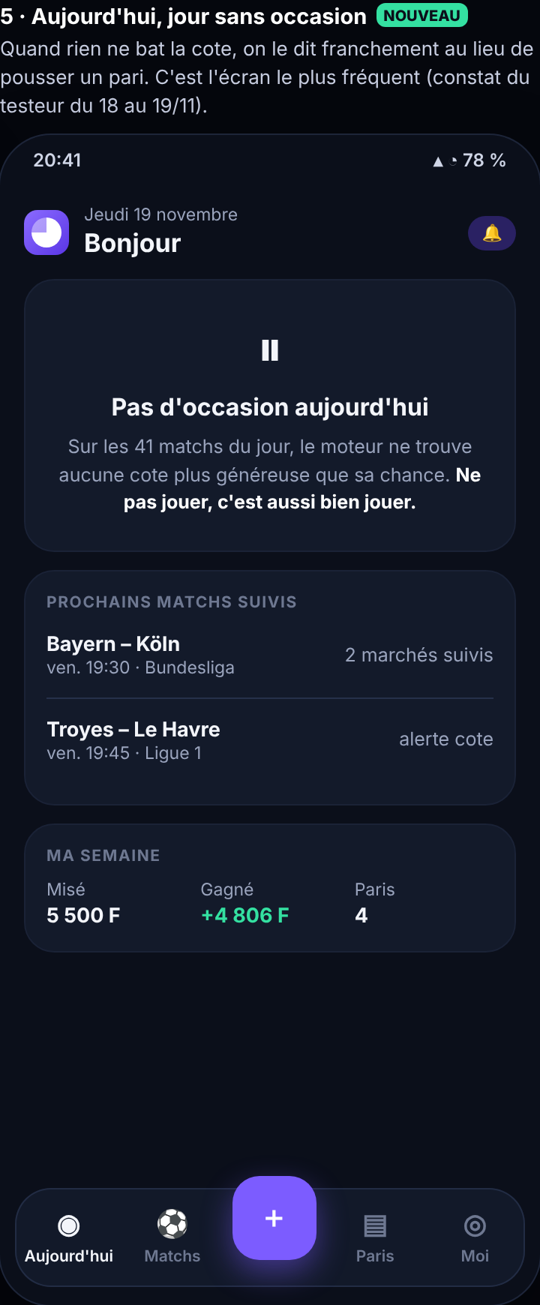 5 · Aujourd'hui, jour sans occasion NOUVEAU
Quand rien ne bat la cote, on le dit franchement au lieu de
pousser un pari. C'est l'écran le plus fréquent (constat du
testeur du 18 au 19/11).
20:41
78 %
Jeudi 19 novembre
Bonjour
Pas d'occasion aujourd'hui
Sur les 41 matchs du jour, le moteur ne trouve
aucune cote plus généreuse que sa chance. Ne
pas jouer, c'est aussi bien jouer.
PROCHAINS MATCHS SUIVIS
Bayern – Köln
ven. 19:30 · Bundesliga
2 marchés suivis
Troyes – Le Havre
ven. 19:45 · Ligue 1
alerte cote
MA SEMAINE
Misé Gagné Paris
5 500 F +4 806 F 4
+
Aujourd'hui Matchs Paris Moi